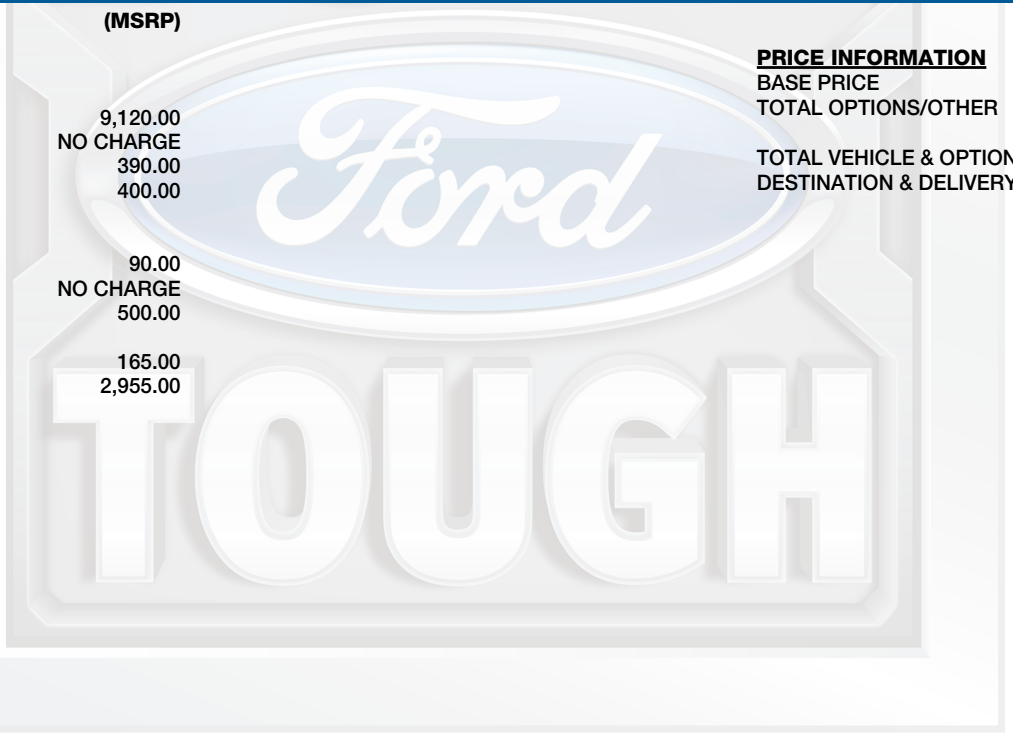 (MSRP)
9,120.00
NO CHARGE
390.00
400.00
90.00
NO CHARGE
500.00
165.00
2,955.00
PRICE INFORMATION
BASE PRICE
TOTAL OPTIONS/OTHER
TOTAL VEHICLE & OPTION
DESTINATION & DELIVERY
Ford
TOUGH